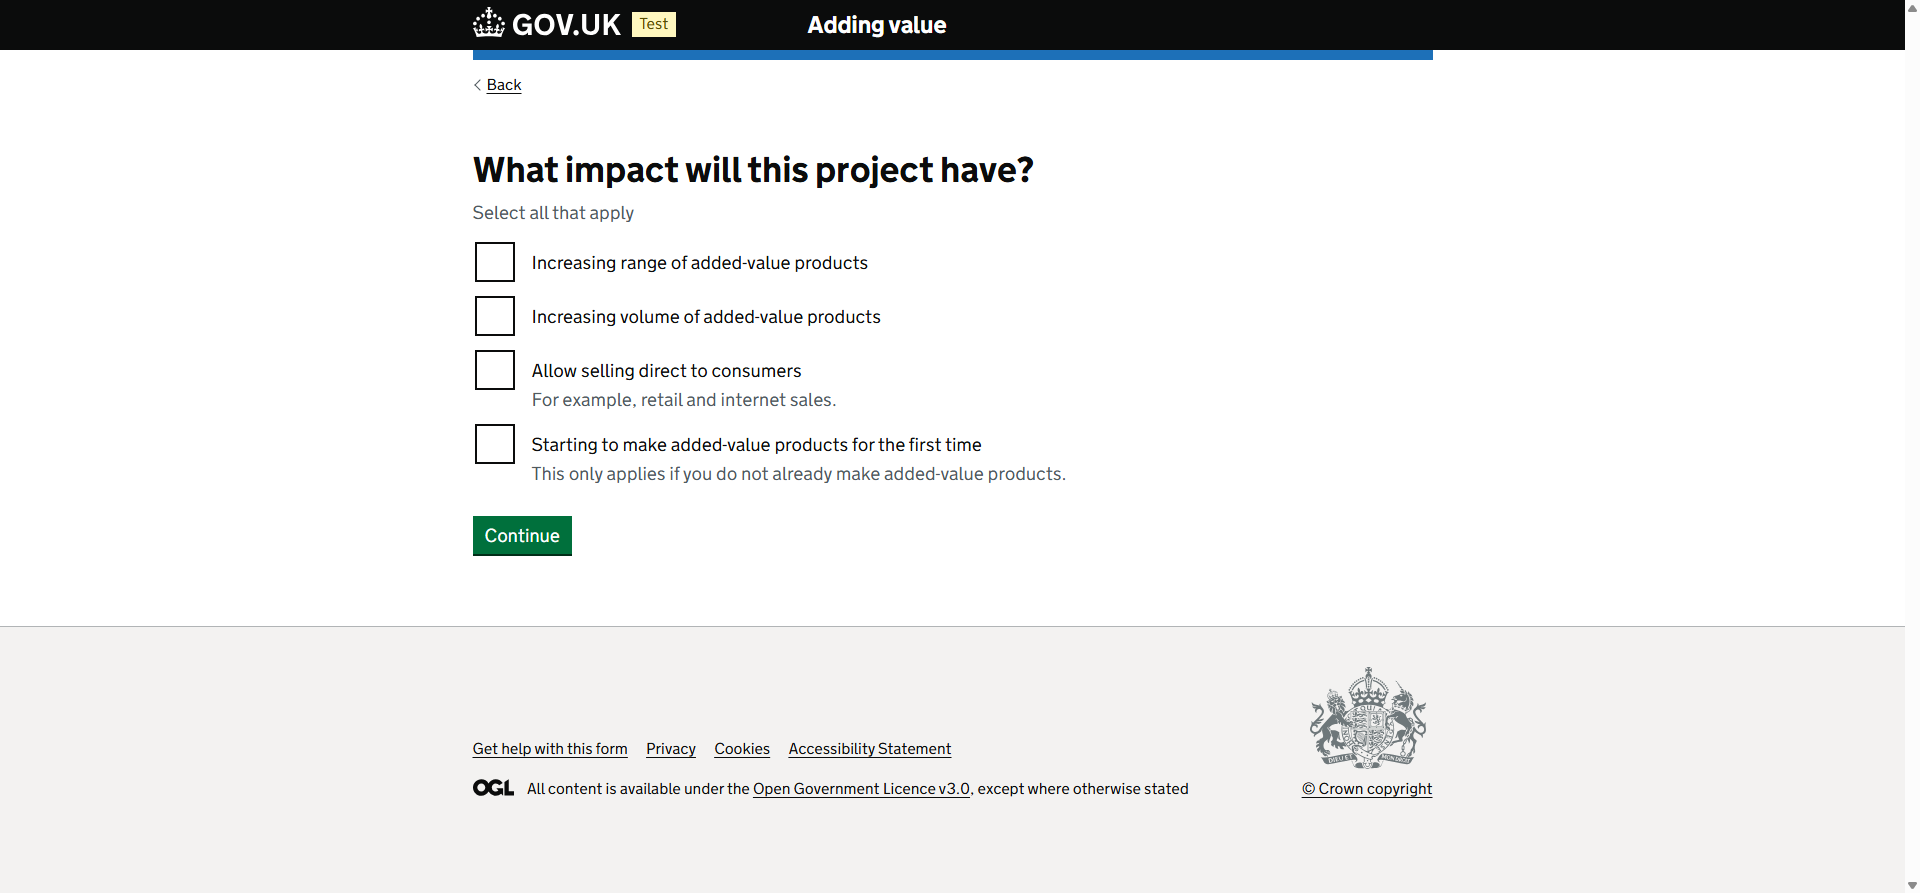 GOV.UK Test Adding value
Back
What impact will this project have?
Select all that apply
Increasing range of added-value products
Increasing volume of added-value products
Allow selling direct to consumers
For example, retail and internet sales.
Starting to make added-value products for the first time
This only applies if you do not already make added-value products.
Continue
Get help with this form Privacy Cookies Accessibility Statement
OGL All content is available under the Open Government Licence v3.0, except where otherwise stated
© Crown copyright